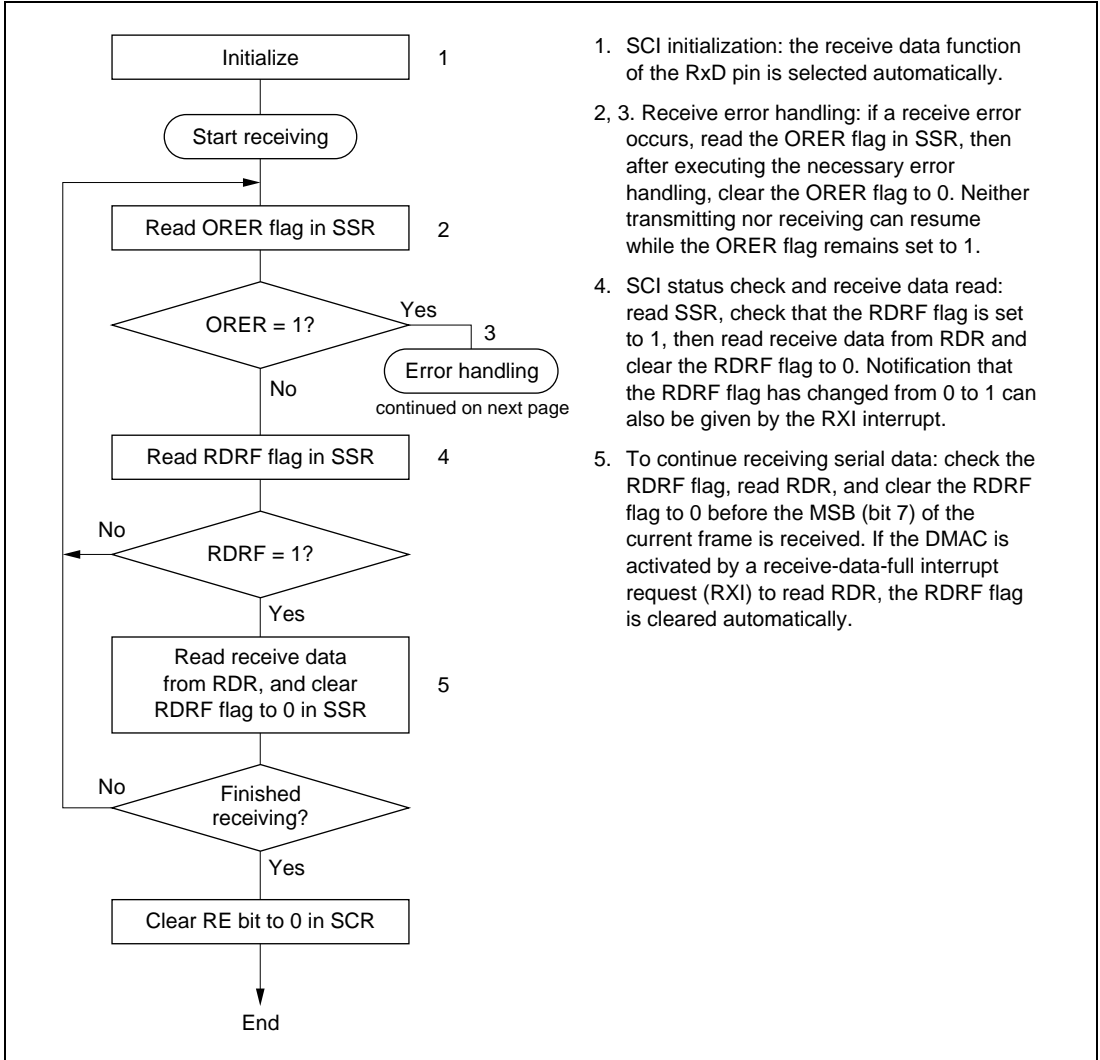 Initialize
1
Start receiving
Read ORER flag in SSR
2
ORER = 1?
Yes
3
Error handling
continued on next page
No
Read RDRF flag in SSR
4
No
RDRF = 1?
Yes
Read receive data
from RDR, and clear
RDRF flag to 0 in SSR
5
No
Finished
receiving?
Yes
Clear RE bit to 0 in SCR
End
1. SCI initialization: the receive data function
of the RxD pin is selected automatically.
2, 3. Receive error handling: if a receive error
occurs, read the ORER flag in SSR, then
after executing the necessary error
handling, clear the ORER flag to 0. Neither
transmitting nor receiving can resume
while the ORER flag remains set to 1.
4. SCI status check and receive data read:
read SSR, check that the RDRF flag is set
to 1, then read receive data from RDR and
clear the RDRF flag to 0. Notification that
the RDRF flag has changed from 0 to 1 can
also be given by the RXI interrupt.
5. To continue receiving serial data: check the
RDRF flag, read RDR, and clear the RDRF
flag to 0 before the MSB (bit 7) of the
current frame is received. If the DMAC is
activated by a receive-data-full interrupt
request (RXI) to read RDR, the RDRF flag
is cleared automatically.